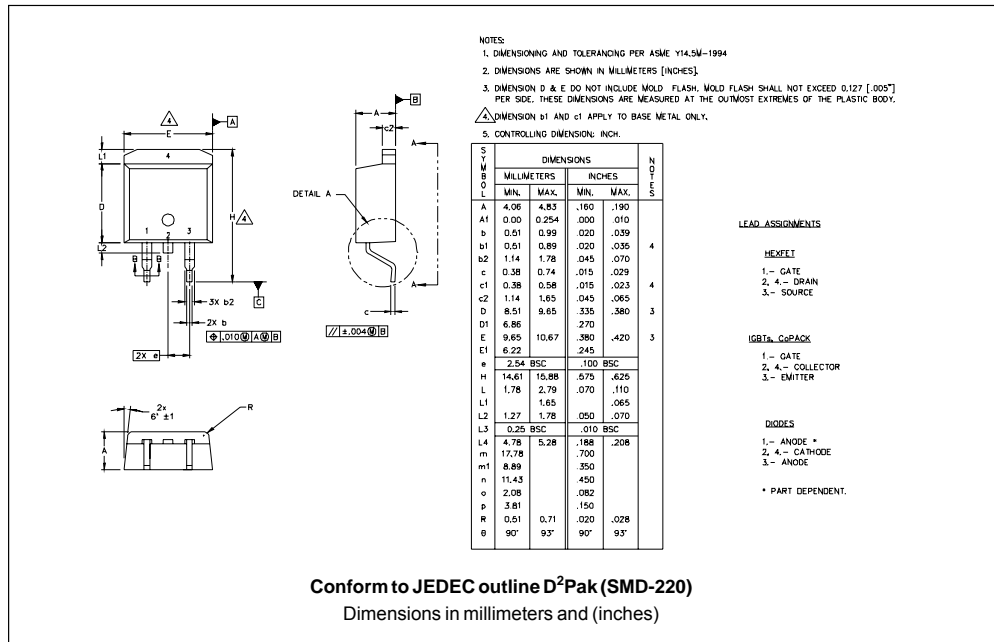 NOTES:
1. DIMENSIONING AND TOLERANCING PER ASME Y14.5M-1994
2. DIMENSIONS ARE SHOWN IN MILLIMETERS [INCHES].
3. DIMENSION D & E DO NOT INCLUDE MOLD FLASH. MOLD FLASH SHALL NOT EXCEED 0.127 [.005"]
PER SIDE. THESE DIMENSIONS ARE MEASURED AT THE OUTMOST EXTREMES OF THE PLASTIC BODY.
4. DIMENSION b1 AND c1 APPLY TO BASE METAL ONLY.
5. CONTROLLING DIMENSION: INCH.
4
E
A
L1
4
D
H 4
L2
1 2 3
B B
C
3X b2
2X b
⌖ .010 Ⓜ A Ⓜ B
2X e
A B
c2
A
DETAIL A
A
c
// ±.004 Ⓜ B
2x
6° ±1
R
A
SYMBOL DIMENSIONS NOTES
MILLIMETERS INCHES
MIN. MAX. MIN. MAX.
A 4.06 4.83 .160 .190
A1 0.00 0.254 .000 .010
b 0.51 0.99 .020 .039
b1 0.51 0.89 .020 .035 4
b2 1.14 1.78 .045 .070
c 0.38 0.74 .015 .029
c1 0.38 0.58 .015 .023 4
c2 1.14 1.65 .045 .065
D 8.51 9.65 .335 .380 3
D1 6.86 .270
E 9.65 10.67 .380 .420 3
E1 6.22 .245
e 2.54 BSC .100 BSC
H 14.61 15.88 .575 .625
L 1.78 2.79 .070 .110
L1 1.65 .065
L2 1.27 1.78 .050 .070
L3 0.25 BSC .010 BSC
L4 4.78 5.28 .188 .208
m 17.78 .700
m1 8.89 .350
n 11.43 .450
o 2.08 .082
p 3.81 .150
R 0.51 0.71 .020 .028
θ 90° 93° 90° 93°
LEAD ASSIGNMENTS
HEXFET
1.- GATE
2, 4.- DRAIN
3.- SOURCE
IGBTs, CoPACK
1.- GATE
2, 4.- COLLECTOR
3.- EMITTER
DIODES
1.- ANODE *
2, 4.- CATHODE
3.- ANODE
* PART DEPENDENT.
Conform to JEDEC outline D²Pak (SMD-220)
Dimensions in millimeters and (inches)